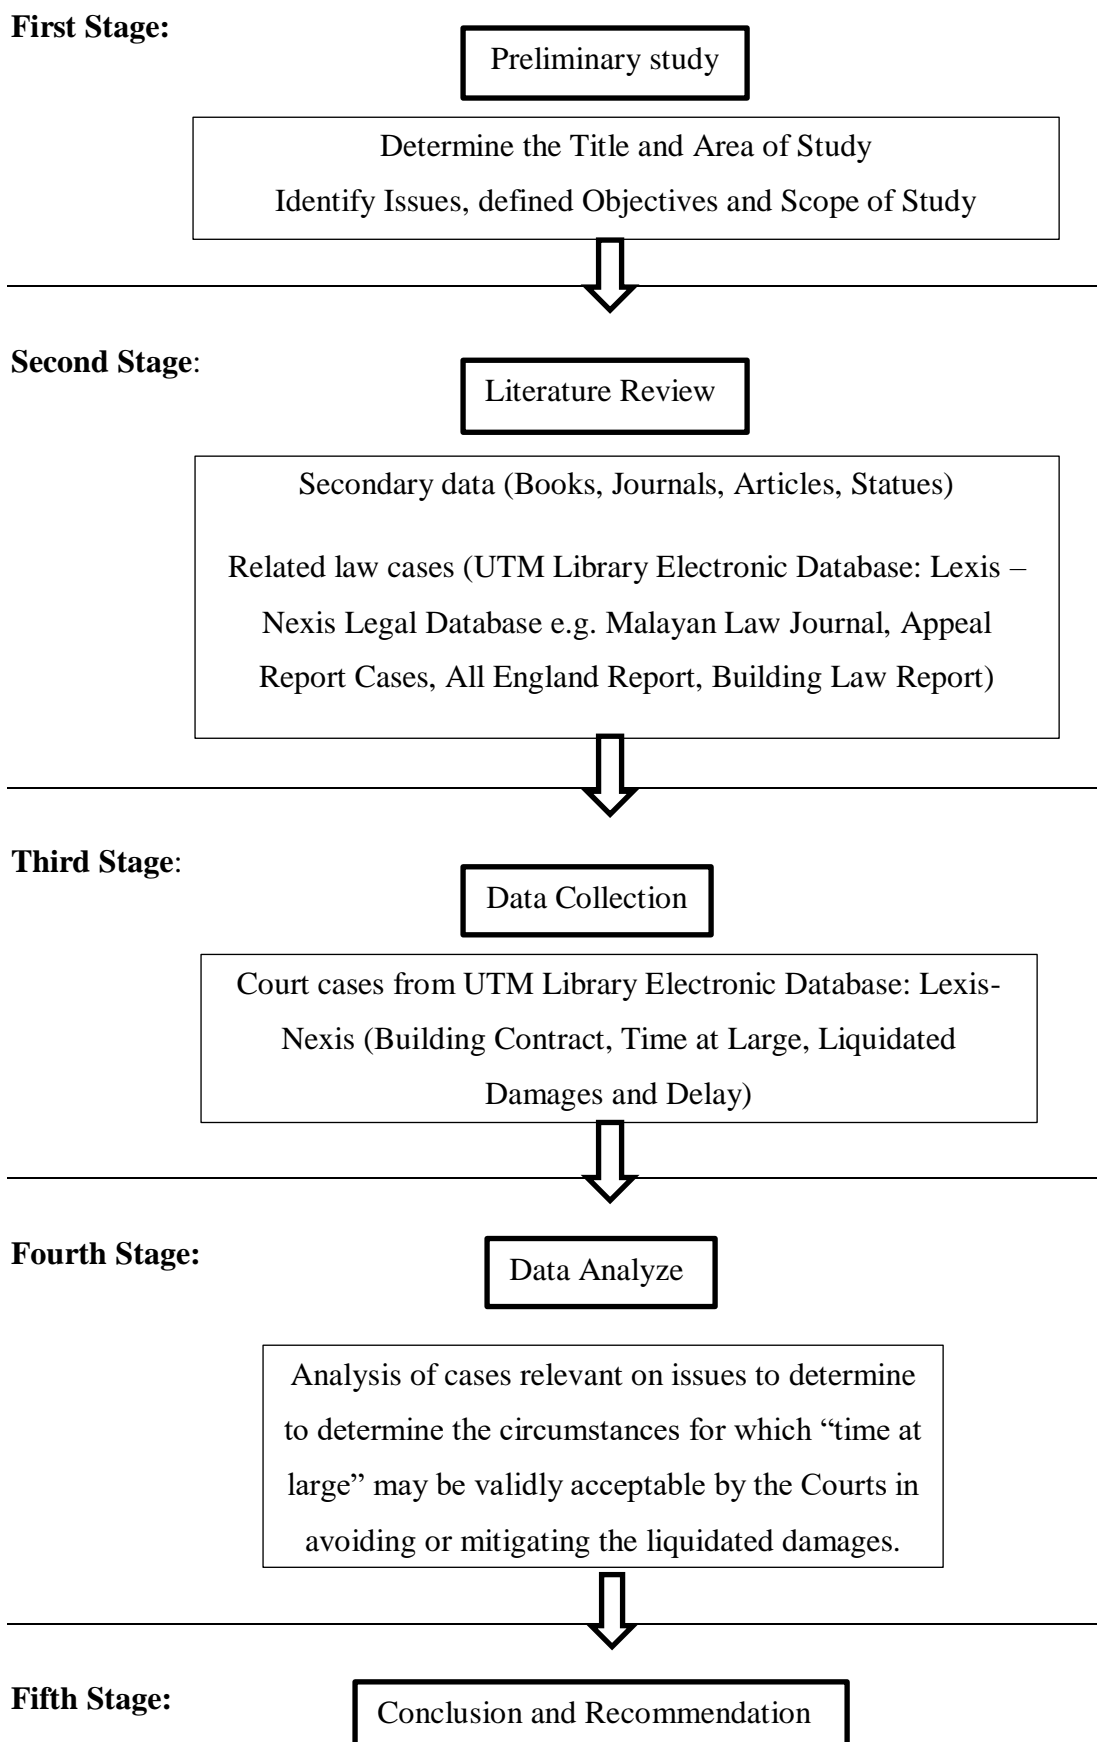 First Stage:
Preliminary study
Determine the Title and Area of Study
Identify Issues, defined Objectives and Scope of Study
Second Stage:
Literature Review
Secondary data (Books, Journals, Articles, Statues)
Related law cases (UTM Library Electronic Database: Lexis –
Nexis Legal Database e.g. Malayan Law Journal, Appeal
Report Cases, All England Report, Building Law Report)
Third Stage:
Data Collection
Court cases from UTM Library Electronic Database: Lexis-
Nexis (Building Contract, Time at Large, Liquidated
Damages and Delay)
Fourth Stage:
Data Analyze
Analysis of cases relevant on issues to determine
to determine the circumstances for which “time at
large” may be validly acceptable by the Courts in
avoiding or mitigating the liquidated damages.
Fifth Stage:
Conclusion and Recommendation